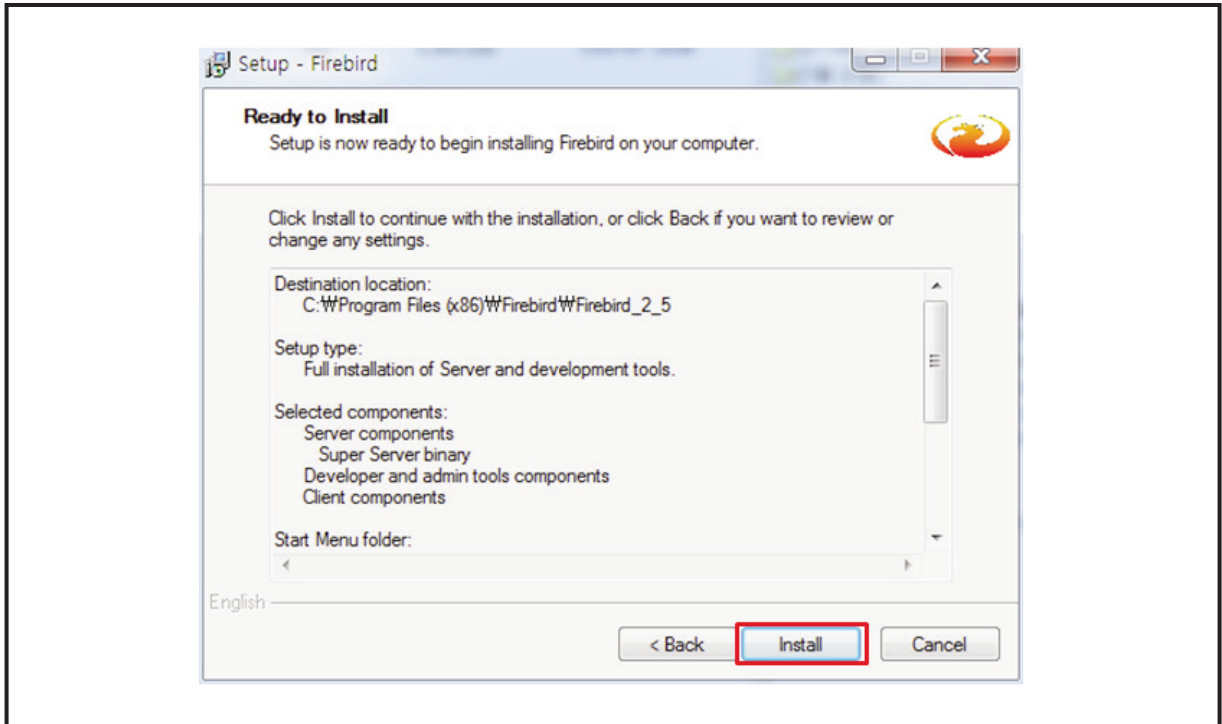 Setup - Firebird
Ready to Install
Setup is now ready to begin installing Firebird on your computer.
Click Install to continue with the installation, or click Back if you want to review or
change any settings.
Destination location:
C:₩Program Files (x86)₩Firebird₩Firebird_2_5
Setup type:
Full installation of Server and development tools.
Selected components:
Server components
Super Server binary
Developer and admin tools components
Client components
Start Menu folder:
English
< Back Install Cancel